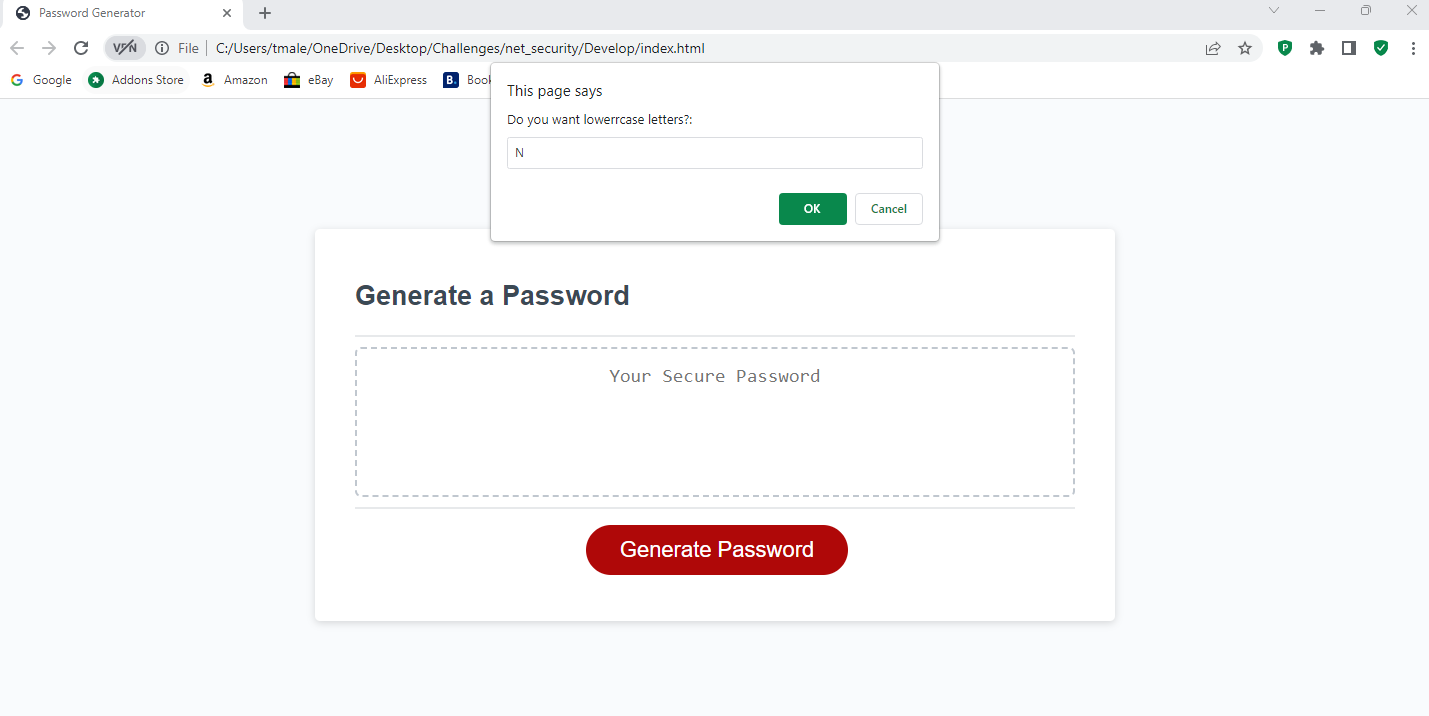 Password Generator
VPN File C:/Users/tmale/OneDrive/Desktop/Challenges/net_security/Develop/index.html
Google Addons Store Amazon eBay AliExpress B. Book
This page says
Do you want lowerrcase letters?:
N
OK Cancel
Generate a Password
Your Secure Password
Generate Password